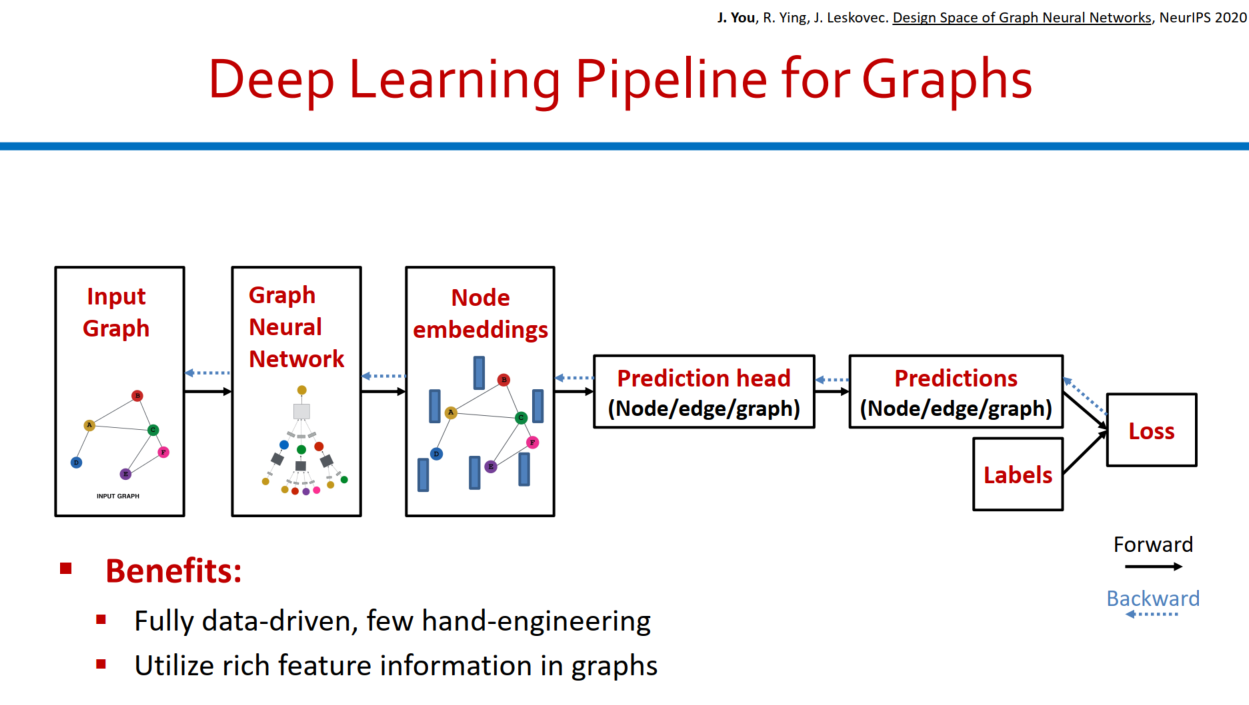 J. You, R. Ying, J. Leskovec. Design Space of Graph Neural Networks, NeurIPS 2020
Deep Learning Pipeline for Graphs
Input
Graph
B
A
C
F
D
E
INPUT GRAPH
Graph
Neural
Network
Node
embeddings
B
A
C
F
D
E
Prediction head
(Node/edge/graph)
Predictions
(Node/edge/graph)
Labels
Loss
Forward
Backward
Benefits:
Fully data-driven, few hand-engineering
Utilize rich feature information in graphs